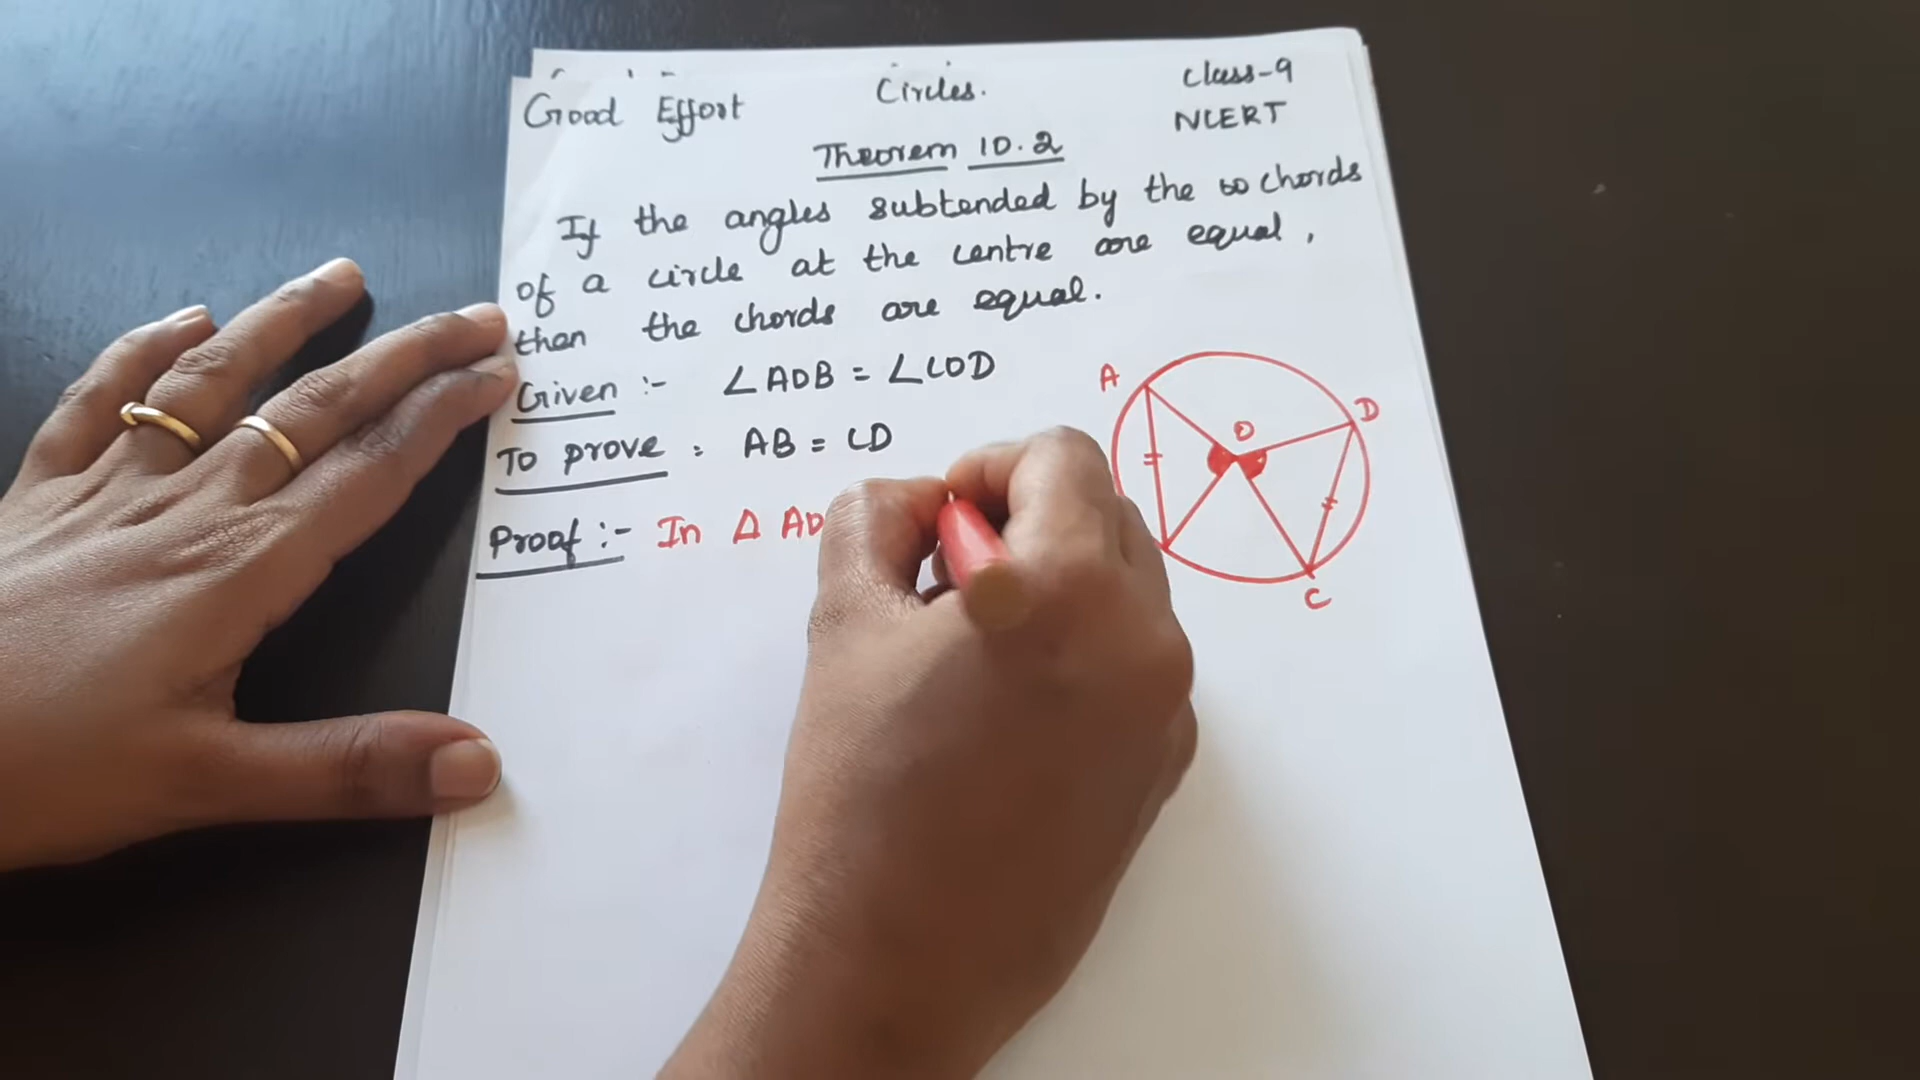 Good Effort
Circles.
Class-9
NCERT
Theorem 10.2
If the angles subtended by the chords
of a circle at the centre are equal,
then the chords are equal.
Given :- ∠AOB = ∠COD
To prove : AB = CD
Proof :- In Δ AO
A
O
D
C